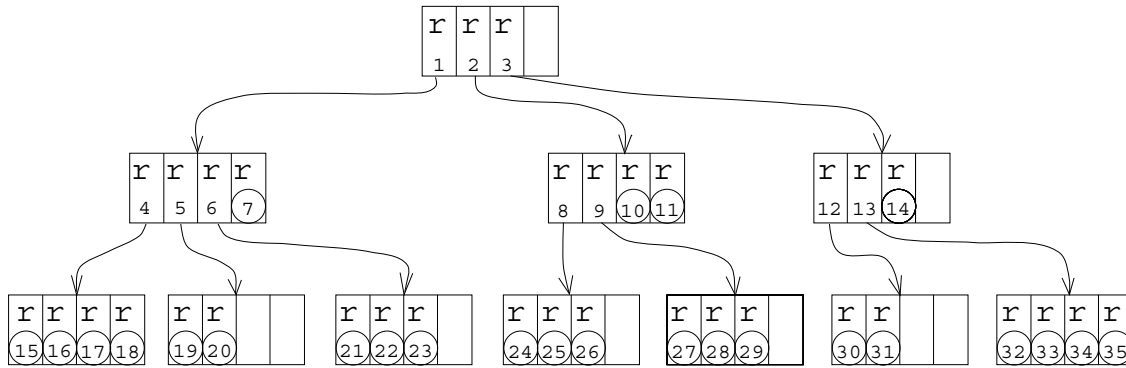 r r r
1 2 3
r r r r
4 5 6 7
r r r r
8 9 10 11
r r r
12 13 14
r r r r
15 16 17 18
r r
19 20
r r r
21 22 23
r r r
24 25 26
r r r
27 28 29
r r
30 31
r r r r
32 33 34 35